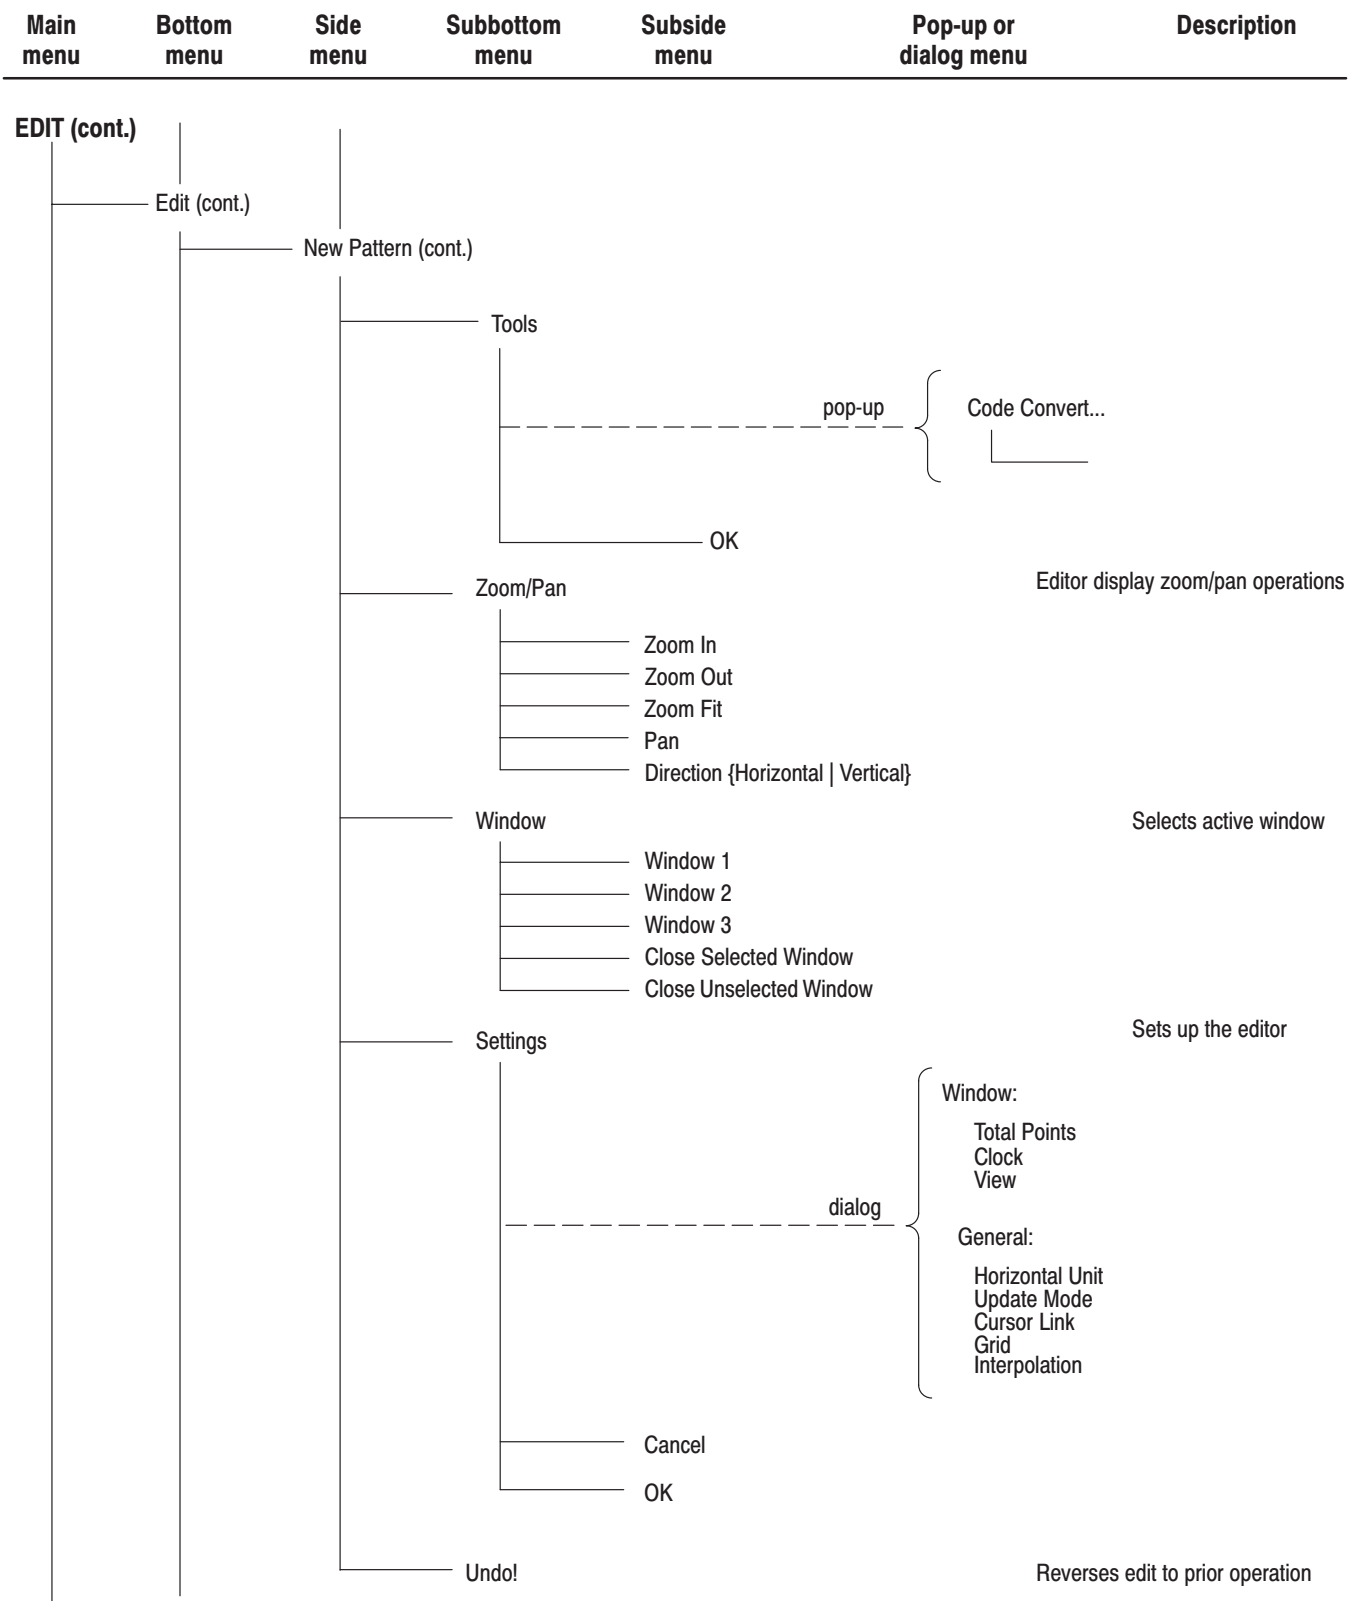 Main menu
Bottom menu
Side menu
Subbottom menu
Subside menu
Pop-up or dialog menu
Description
EDIT (cont.)
Edit (cont.)
New Pattern (cont.)
Tools
pop-up
Code Convert...
OK
Zoom/Pan
Editor display zoom/pan operations
Zoom In
Zoom Out
Zoom Fit
Pan
Direction {Horizontal | Vertical}
Window
Selects active window
Window 1
Window 2
Window 3
Close Selected Window
Close Unselected Window
Settings
Sets up the editor
Window:
Total Points
Clock
View
dialog
General:
Horizontal Unit
Update Mode
Cursor Link
Grid
Interpolation
Cancel
OK
Undo!
Reverses edit to prior operation